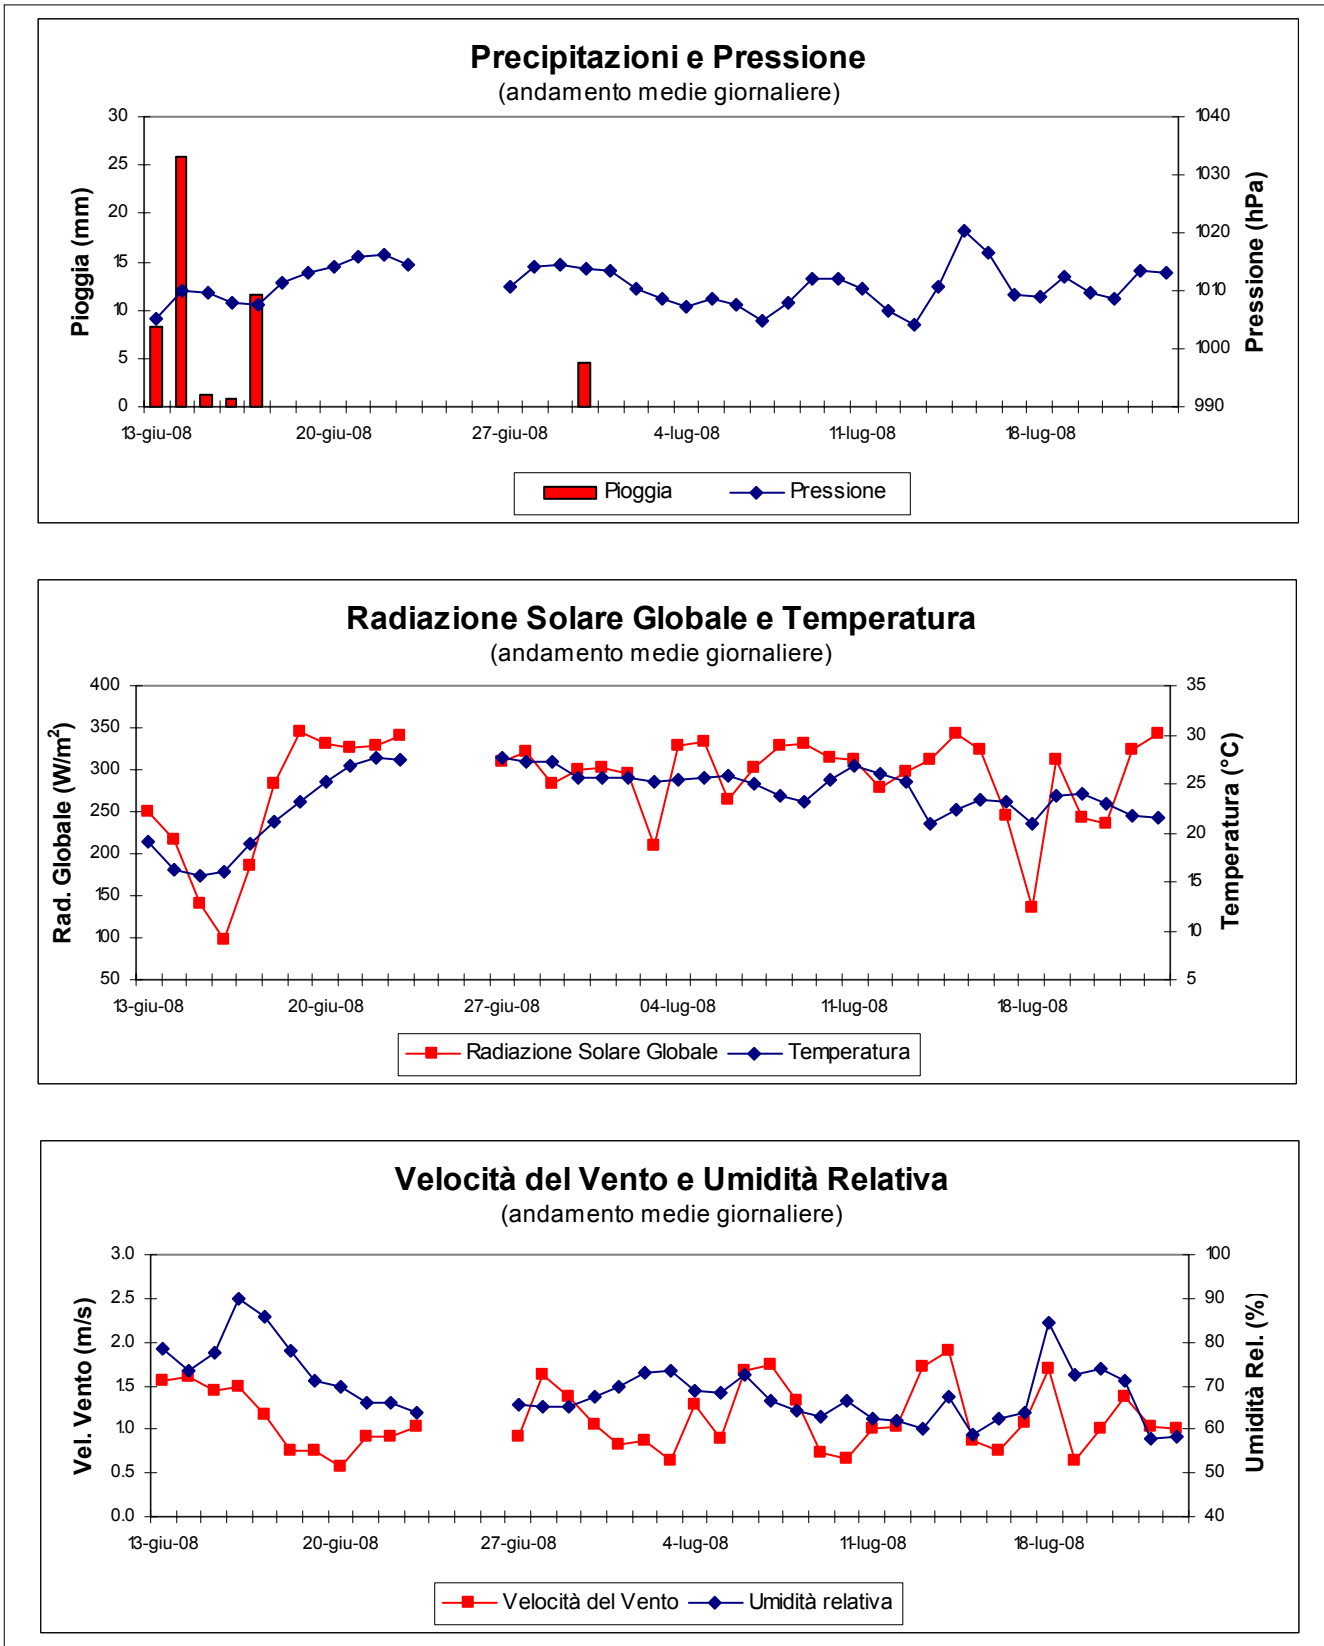 Precipitazioni e Pressione
(andamento medie giornaliere)
30
25
20
15
10
5
0
Pioggia (mm)
1040
1030
1020
1010
1000
990
Pressione (hPa)
13-giu-08 20-giu-08 27-giu-08 4-lug-08 11-lug-08 18-lug-08
Pioggia Pressione
Radiazione Solare Globale e Temperatura
(andamento medie giornaliere)
400
350
300
250
200
150
100
50
Rad. Globale (W/m²)
35
30
25
20
15
10
5
Temperatura (°C)
13-giu-08 20-giu-08 27-giu-08 04-lug-08 11-lug-08 18-lug-08
Radiazione Solare Globale Temperatura
Velocità del Vento e Umidità Relativa
(andamento medie giornaliere)
3.0
2.5
2.0
1.5
1.0
0.5
0.0
Vel. Vento (m/s)
100
90
80
70
60
50
40
Umidità Rel. (%)
13-giu-08 20-giu-08 27-giu-08 4-lug-08 11-lug-08 18-lug-08
Velocità del Vento Umidità relativa